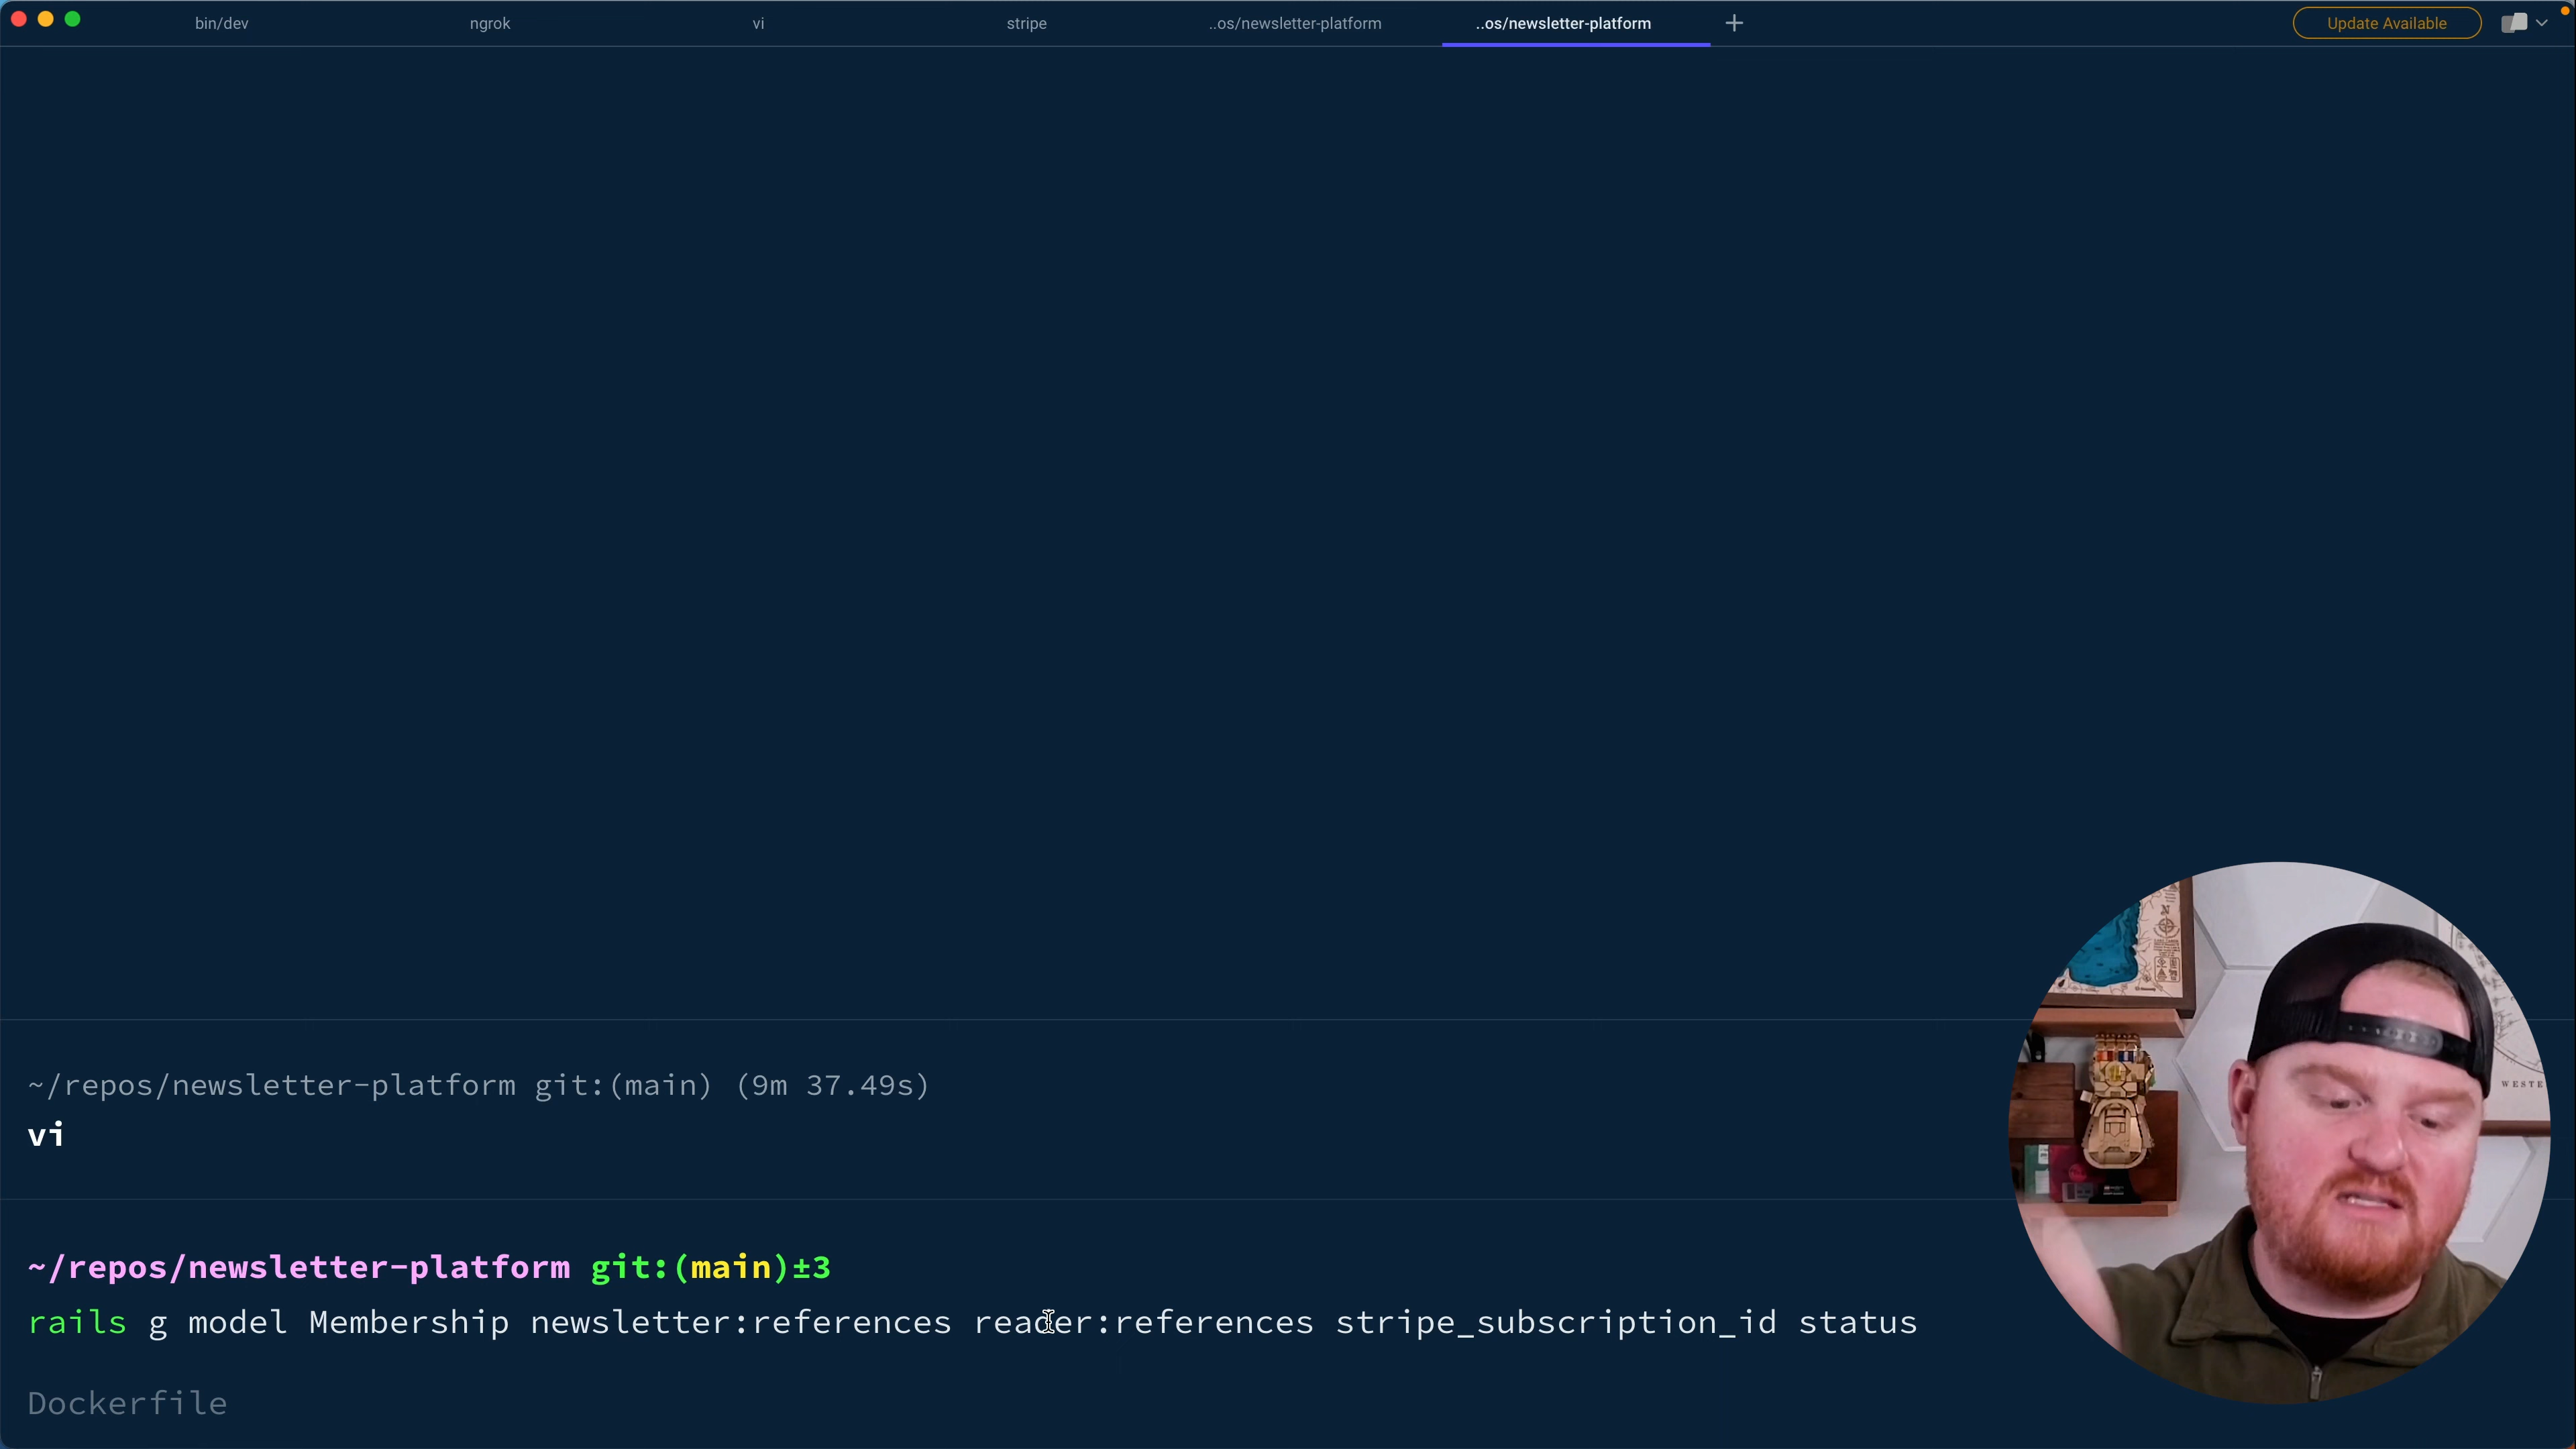 bin/dev
ngrok
vi
stripe
..os/newsletter-platform
..os/newsletter-platform
Update Available
~/repos/newsletter-platform git:(main) (9m 37.49s)
vi
~/repos/newsletter-platform git:(main)±3
rails g model Membership newsletter:references reader:references stripe_subscription_id status
Dockerfile
WESTE